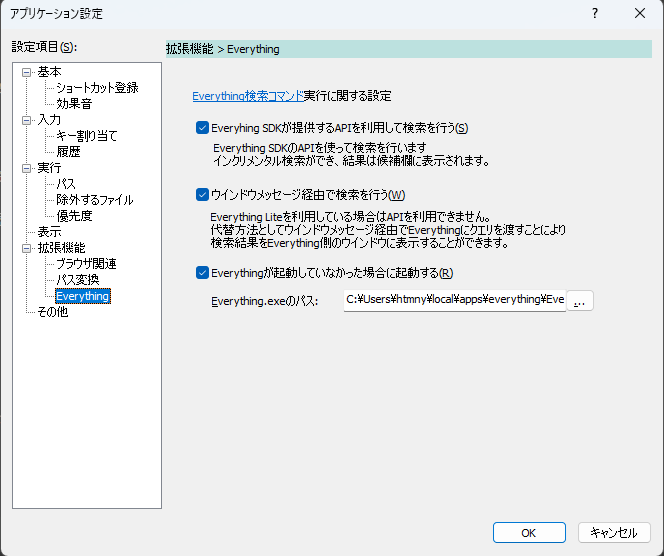 アプリケーション設定
?
設定項目(S):
基本
ショートカット登録
効果音
入力
キー割り当て
履歴
実行
パス
除外するファイル
優先度
表示
拡張機能
ブラウザ関連
パス変換
Everything
その他
拡張機能 > Everything
Everything検索コマンド実行に関する設定
Everyhing SDKが提供するAPIを利用して検索を行う(S)
Everything SDKのAPIを使って検索を行います
インクリメンタル検索ができ、結果は候補欄に表示されます。
ウインドウメッセージ経由で検索を行う(W)
Everything Liteを利用している場合はAPIを利用できません。
代替方法としてウインドウメッセージ経由でEverythingにクエリを渡すことにより
検索結果をEverything側のウインドウに表示することができます。
Everythingが起動していなかった場合に起動する(R)
Everything.exeのパス:
C:¥Users¥htmny¥local¥apps¥everything¥Eve
...
OK
キャンセル